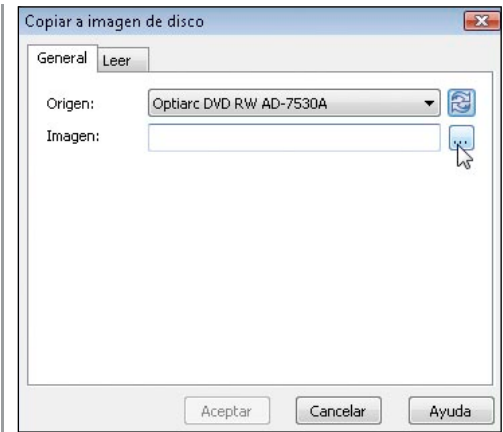 Copiar a imagen de disco
General Leer
Origen: Optiarc DVD RW AD-7530A
Imagen: ...
Aceptar Cancelar Ayuda